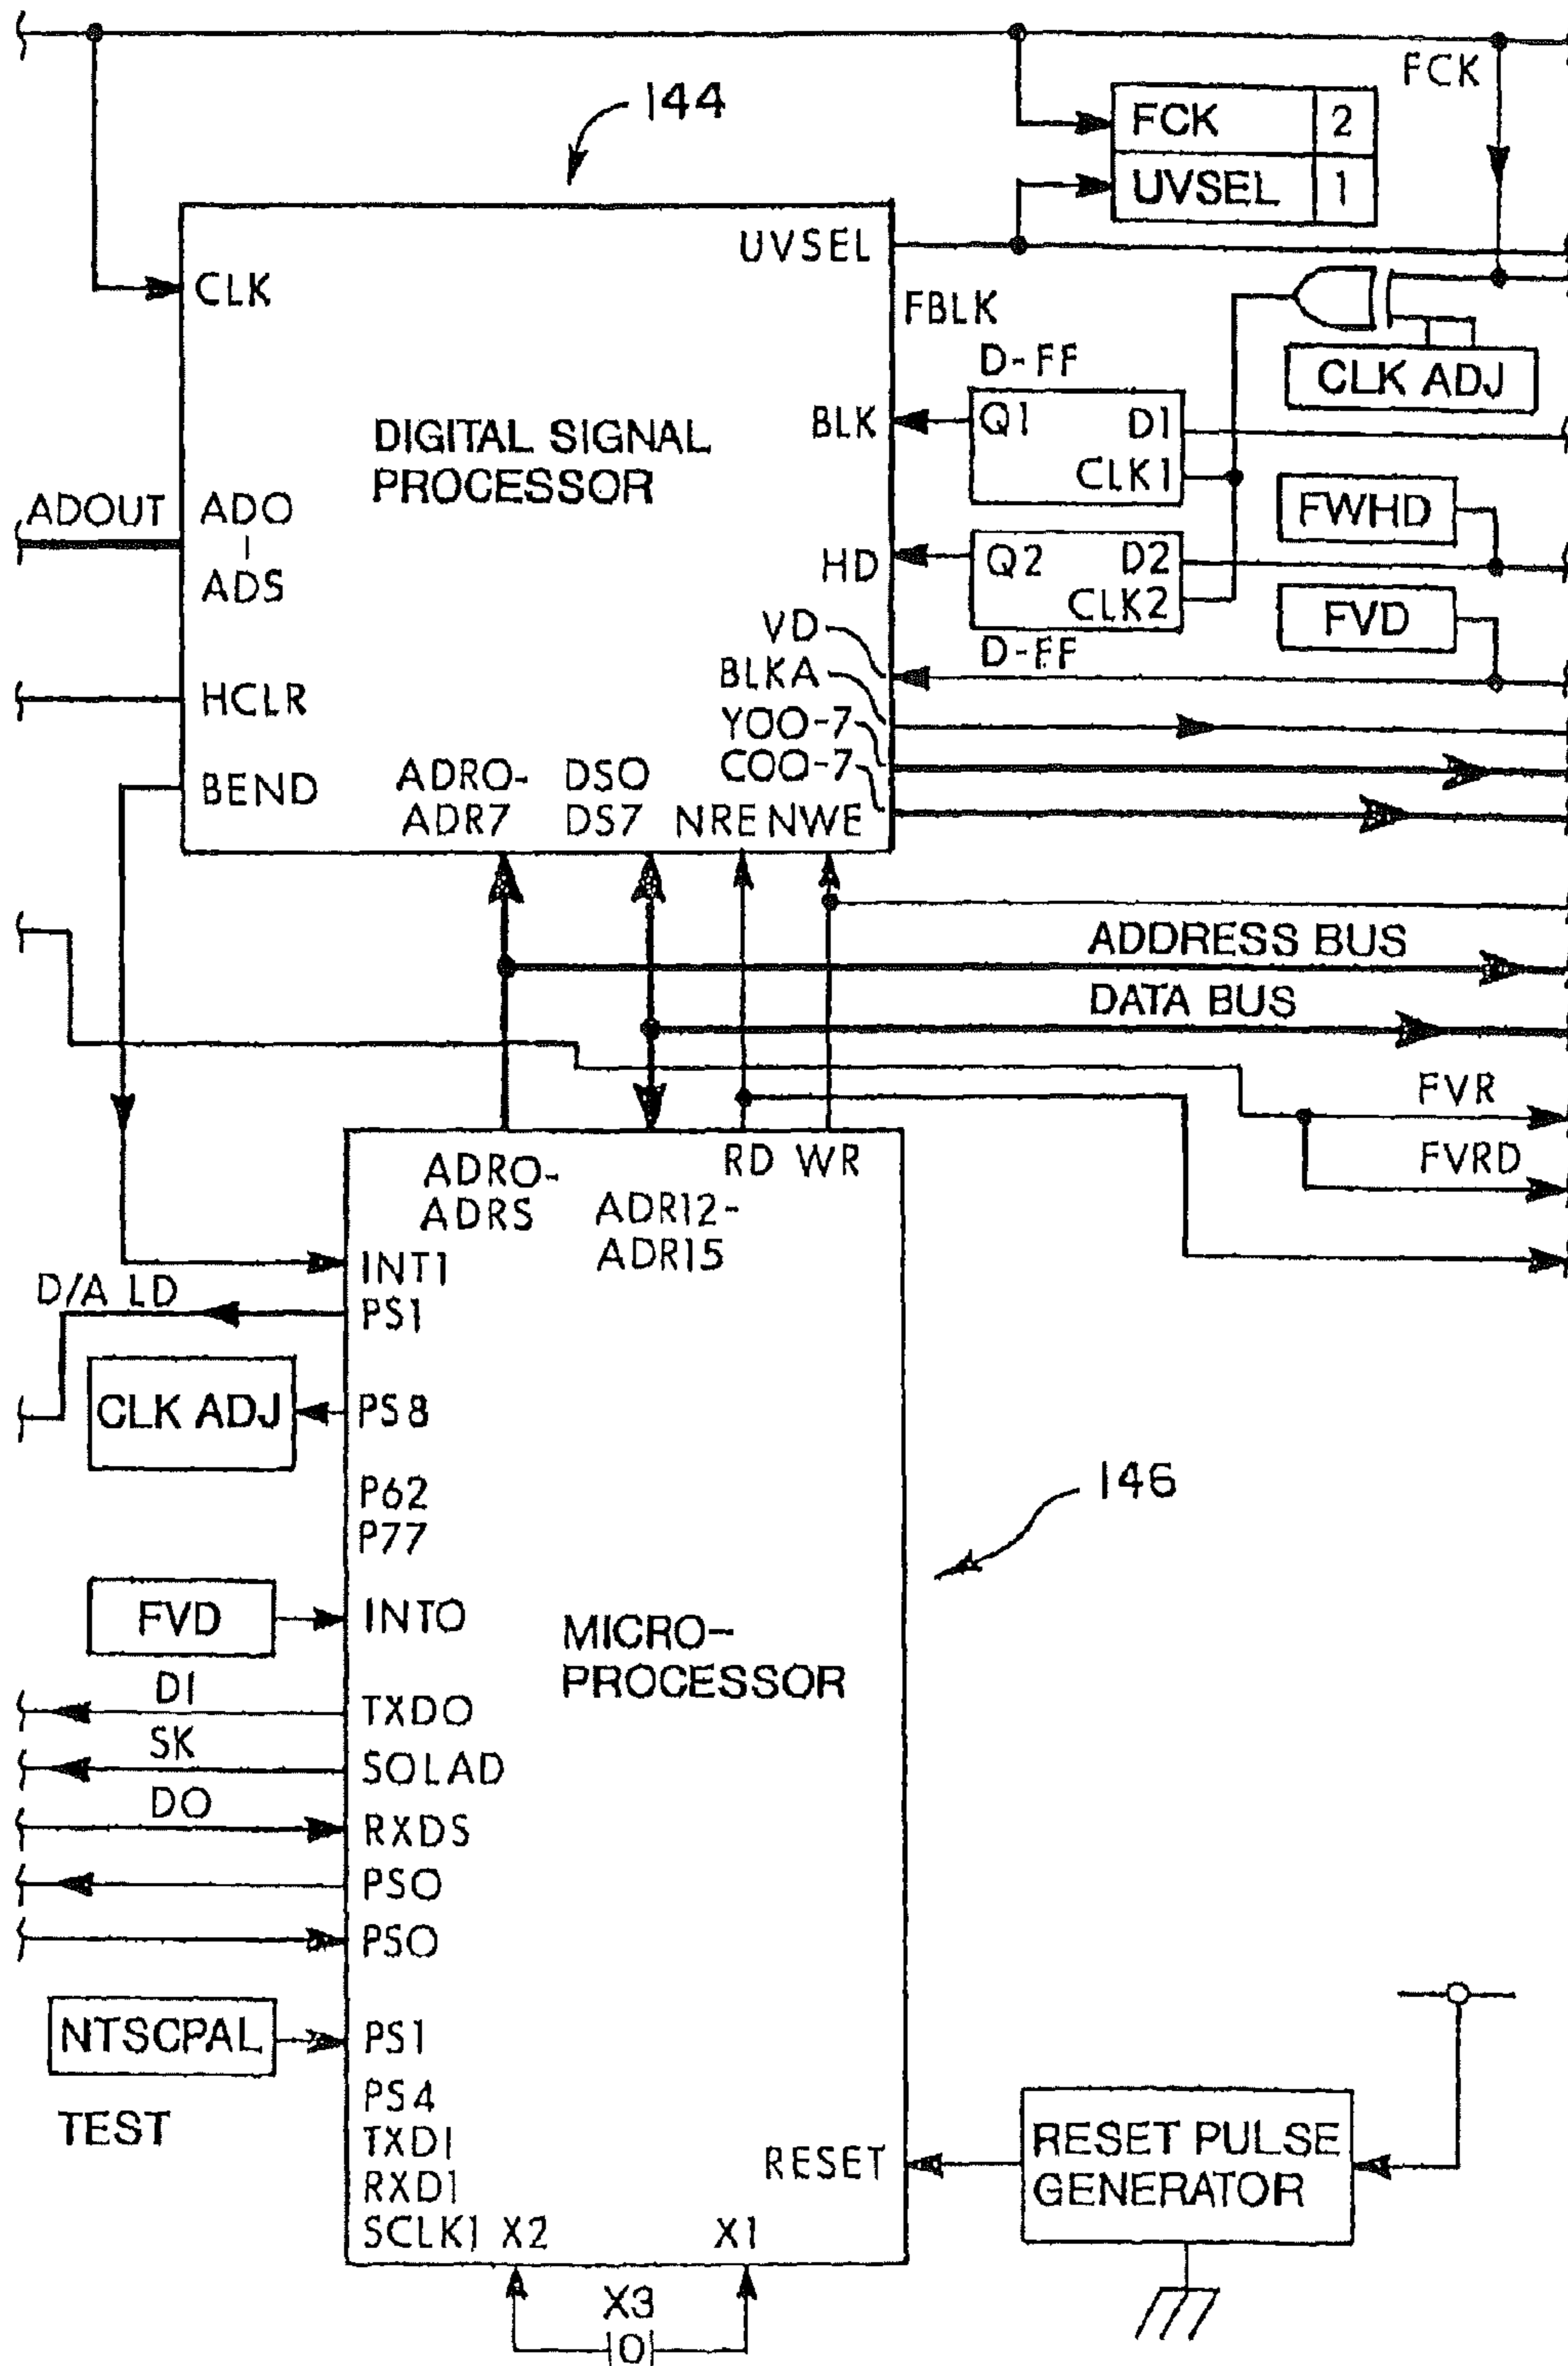 FCK
144
FCK 2
UVSEL 1
UVSEL
CLK
FBLK
D-FF
CLK ADJ
BLK
Q1 D1
CLK1
DIGITAL SIGNAL
PROCESSOR
ADOUT
ADO
ADS
FWHD
HD
Q2 D2
CLK2
FVD
D-FF
VD
BLKA
YOO-7
COO-7
HCLR
BEND
ADRO-
ADR7
DSO
DS7
NRE NWE
ADDRESS BUS
DATA BUS
FVR
FVRD
ADRO-
ADRS
ADR12-
ADR15
RD WR
INT1
D/A LD
PS1
CLK ADJ
PS8
P62
P77
146
FVD
INTO
MICRO-
PROCESSOR
DI
TXDO
SK
SOLAD
DO
RXDS
PSO
PSO
NTSCPAL
PS1
TEST
PS4
TXD1
RXD1
SCLK1 X2 X1
RESET
RESET PULSE
GENERATOR
X3